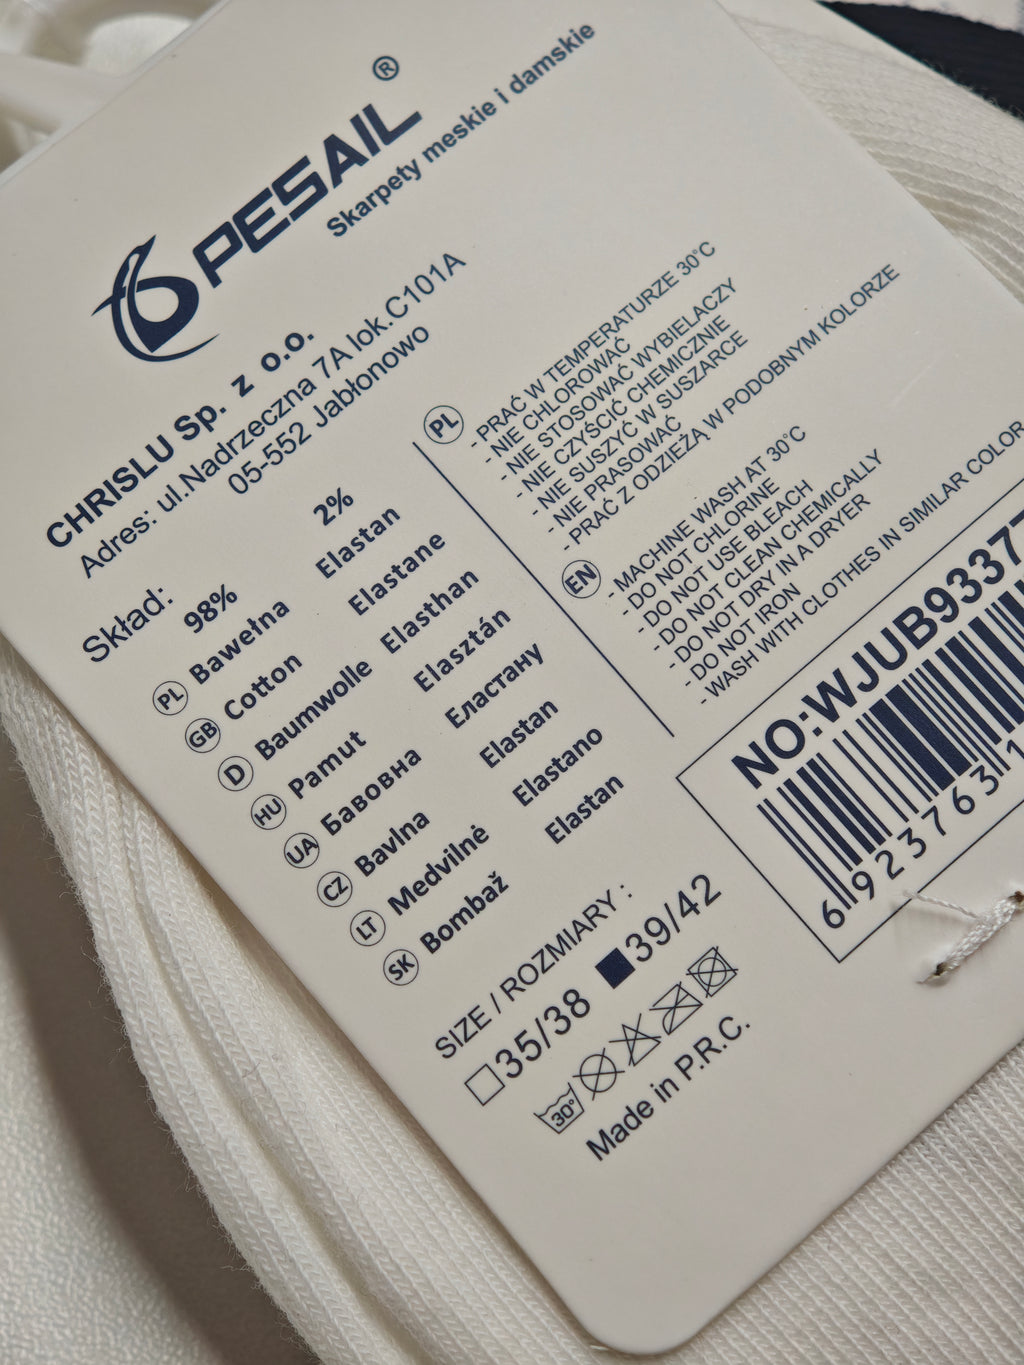 PESAIL ®
Skarpety meskie i damskie
CHRISLU Sp. z o.o.
Adres: ul.Nadrzeczna 7A lok.C101A
05-552 Jabłonowo
Skład:
98% 2%
PL Bawełna Elastan
GB Cotton Elastane
D Baumwolle Elasthan
HU Pamut Elasztán
UA Бавовна Еластану
CZ Bavlna Elastan
LT Medvilnė Elastano
SK Bombaž Elastan
SIZE / ROZMIARY :
35/38 39/42
30°
Made in P.R.C.
PL - PRAĆ W TEMPERATURZE 30°C
- NIE CHLOROWAĆ
- NIE STOSOWAĆ WYBIELACZY
- NIE CZYŚCIĆ CHEMICZNIE
- NIE SUSZYĆ W SUSZARCE
- NIE PRASOWAĆ
- PRAĆ Z ODZIEŻĄ W PODOBNYM KOLORZE
EN - MACHINE WASH AT 30°C
- DO NOT CHLORINE
- DO NOT USE BLEACH
- DO NOT CLEAN CHEMICALLY
- DO NOT DRY IN A DRYER
- DO NOT IRON
- WASH WITH CLOTHES IN SIMILAR COLOR
NO:WJUB9337
6 923763 1